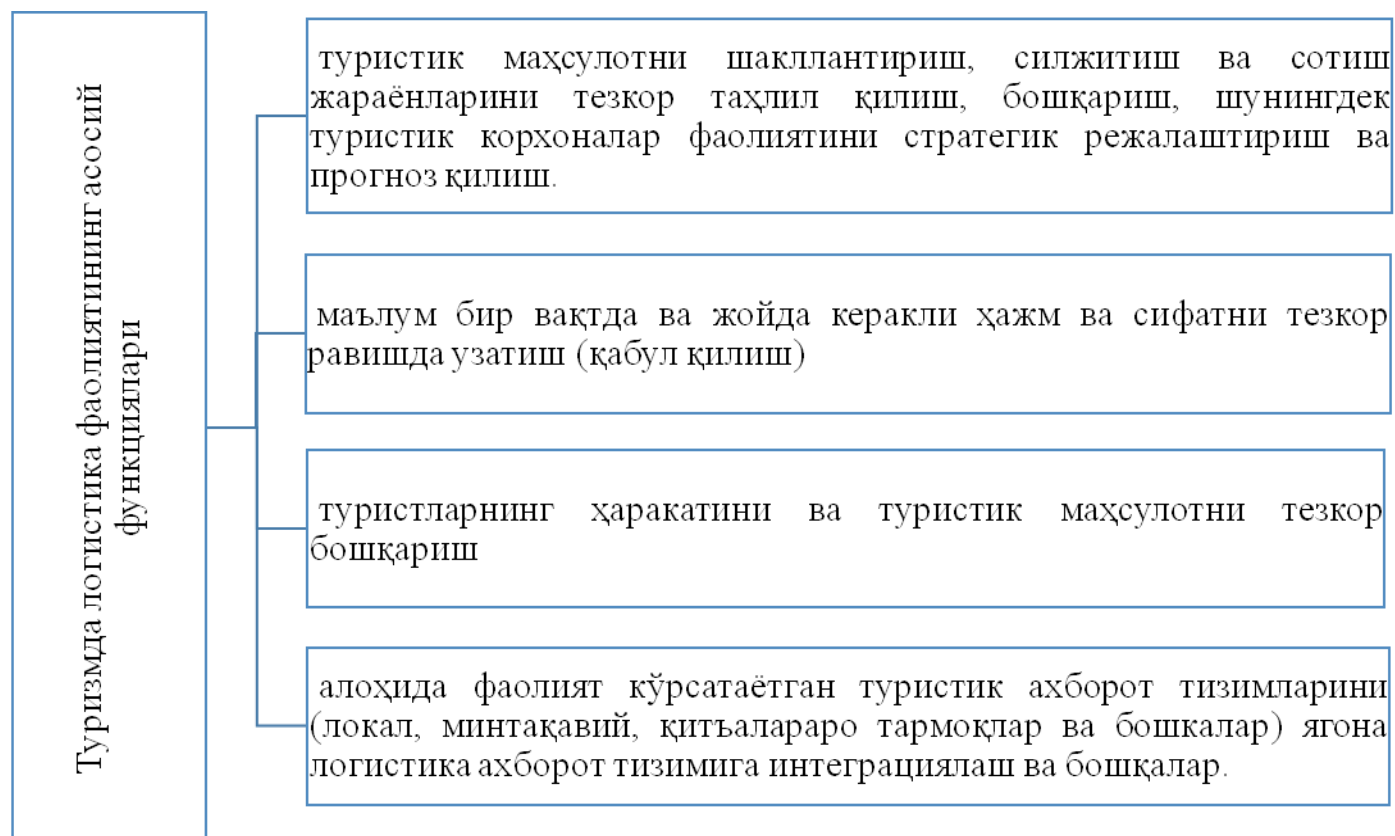 Туризмда логистика фаолиятининг асосий
функциялари
туристик маҳсулотни шакллантириш, силжитиш ва сотиш
жараёнларини тезкор таҳлил қилиш, бошқариш, шунингдек
туристик корхоналар фаолиятини стратегик режалаштириш ва
прогноз қилиш.
маълум бир вақтда ва жойда керакли ҳажм ва сифатни тезкор
равишда узатиш (қабул қилиш)
туристларнинг ҳаракатини ва туристик маҳсулотни тезкор
бошқариш
алоҳида фаолият кўрсатаётган туристик ахборот тизимларини
(локал, минтақавий, қитъалараро тармоқлар ва бошкалар) ягона
логистика ахборот тизимига интеграциялаш ва бошқалар.